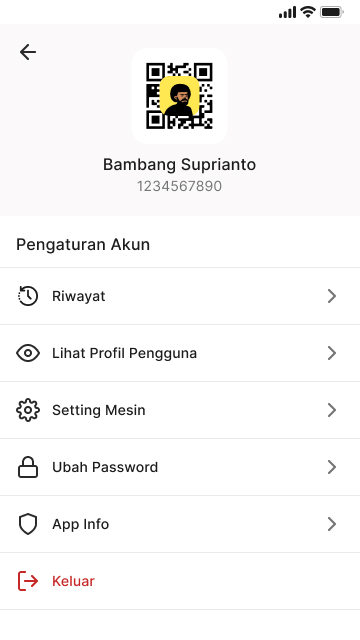 Bambang Suprianto
1234567890
Pengaturan Akun
Riwayat
Lihat Profil Pengguna
Setting Mesin
Ubah Password
App Info
Keluar